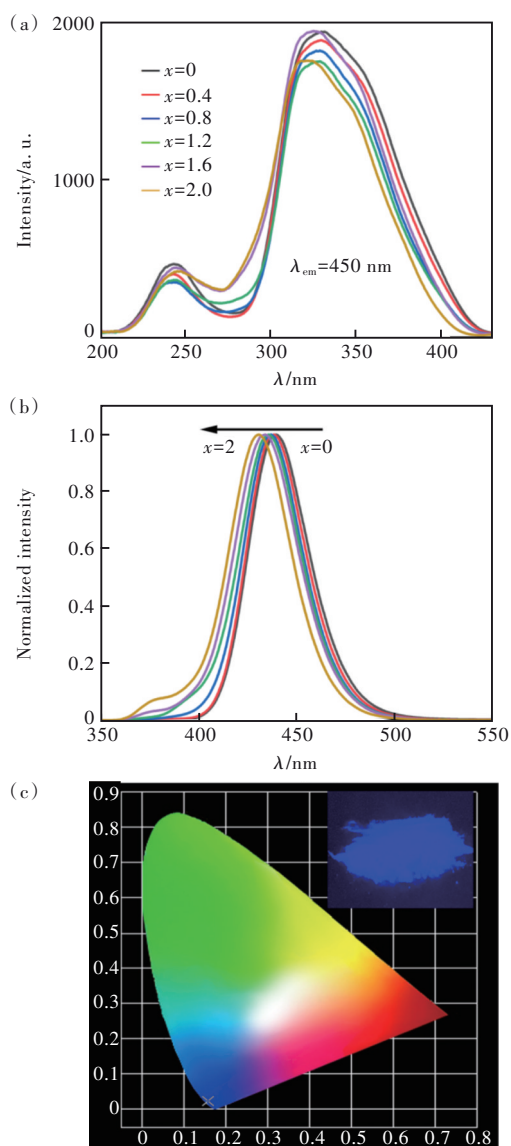 (a)
2000
1000
0
Intensity/a. u.
x=0
x=0.4
x=0.8
x=1.2
x=1.6
x=2.0
λem=450 nm
200 250 300 350 400
λ/nm
(b)
1.0
0.8
0.6
0.4
0.2
0
Normalized intensity
x=2 x=0
350 400 450 500 550
λ/nm
(c)
0.9
0.8
0.7
0.6
0.5
0.4
0.3
0.2
0.1
0
0 0.1 0.2 0.3 0.4 0.5 0.6 0.7 0.8